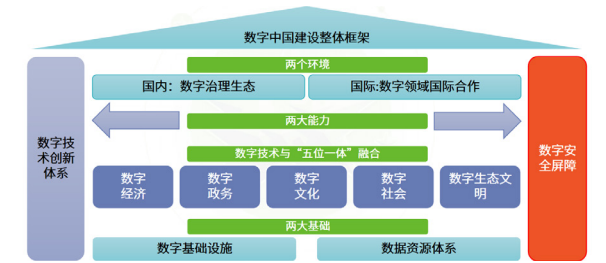 数字中国建设整体框架
两个环境
国内：数字治理生态
国际:数字领域国际合作
两大能力
数字技
术创新
体系
数字安
全屏障
数字技术与“五位一体”融合
数字
经济
数字
政务
数字
文化
数字
社会
数字生态文
明
两大基础
数字基础设施
数据资源体系